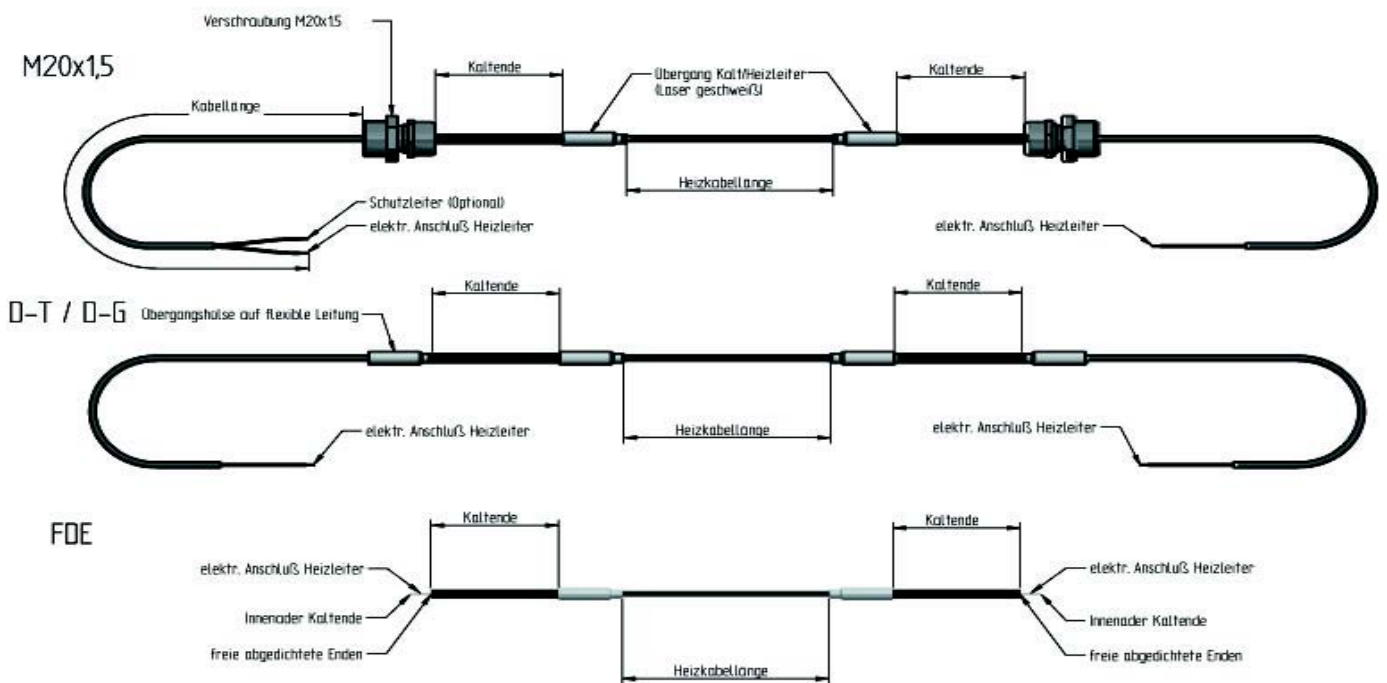 Verschraubung M20x15
M20x1,5
Kaltende
Übergang Kalt/Heizleiter
(Laser geschweiß)
Kaltende
Kabellänge
Heizkabellänge
Schutzleiter (Optional)
elektr. Anschluß Heizleiter
elektr. Anschluß Heizleiter
Kaltende
Kaltende
D-T / D-G
Übergangshülse auf flexible Leitung
elektr. Anschluß Heizleiter
Heizkabellänge
elektr. Anschluß Heizleiter
FDE
Kaltende
Kaltende
elektr. Anschluß Heizleiter
elektr. Anschluß Heizleiter
Innenader Kaltende
Innenader Kaltende
freie abgedichtete Enden
freie abgedichtete Enden
Heizkabellänge